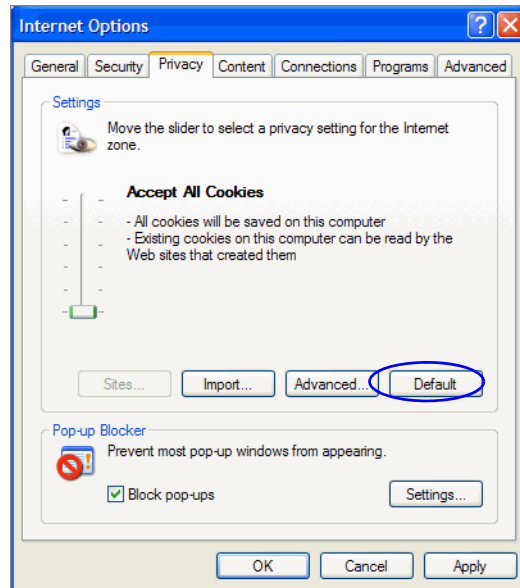 Internet Options
General Security Privacy Content Connections Programs Advanced
Settings
Move the slider to select a privacy setting for the Internet
zone.
Accept All Cookies
- All cookies will be saved on this computer
- Existing cookies on this computer can be read by the
Web sites that created them
Sites... Import... Advanced... Default
Pop-up Blocker
Prevent most pop-up windows from appearing.
Block pop-ups Settings...
OK Cancel Apply